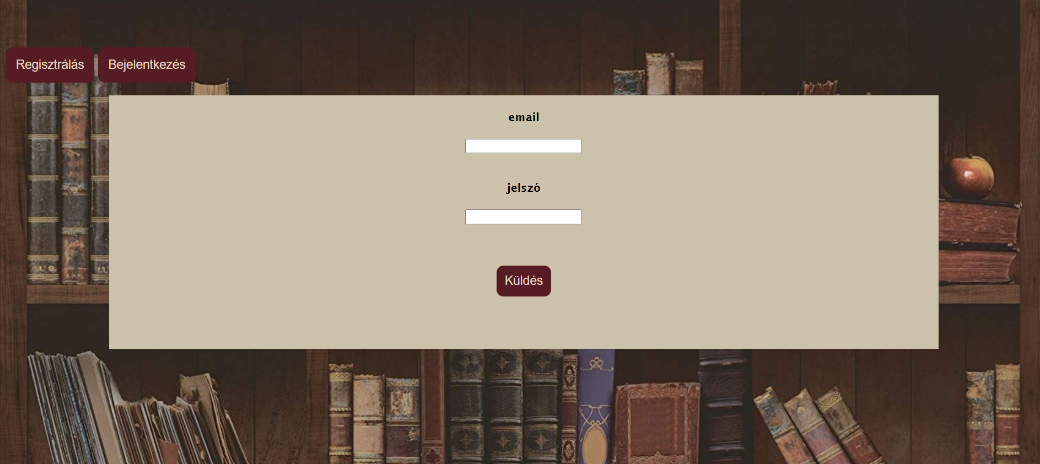 Regisztrálás Bejelentkezés
email
jelszó
Küldés